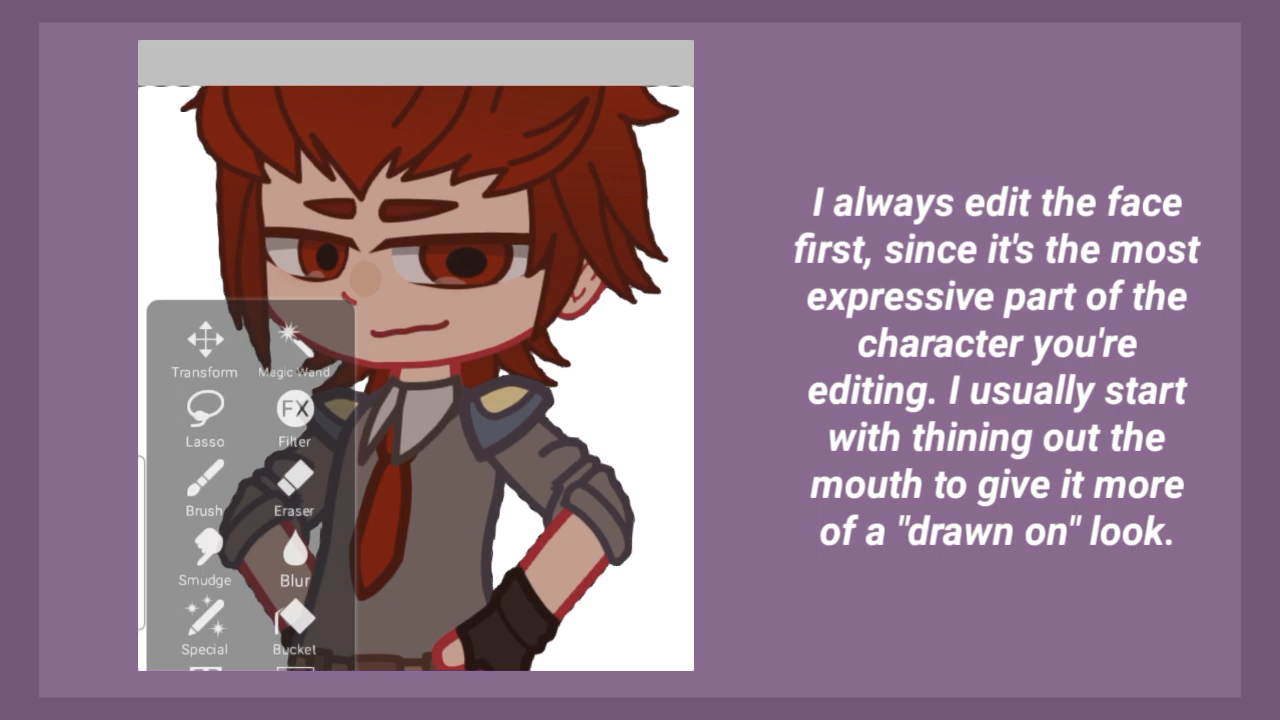 Transform Magic Wand
Lasso Filter
FX
Brush Eraser
Smudge Blur
Special Bucket
I always edit the face
first, since it's the most
expressive part of the
character you're
editing. I usually start
with thining out the
mouth to give it more
of a "drawn on" look.